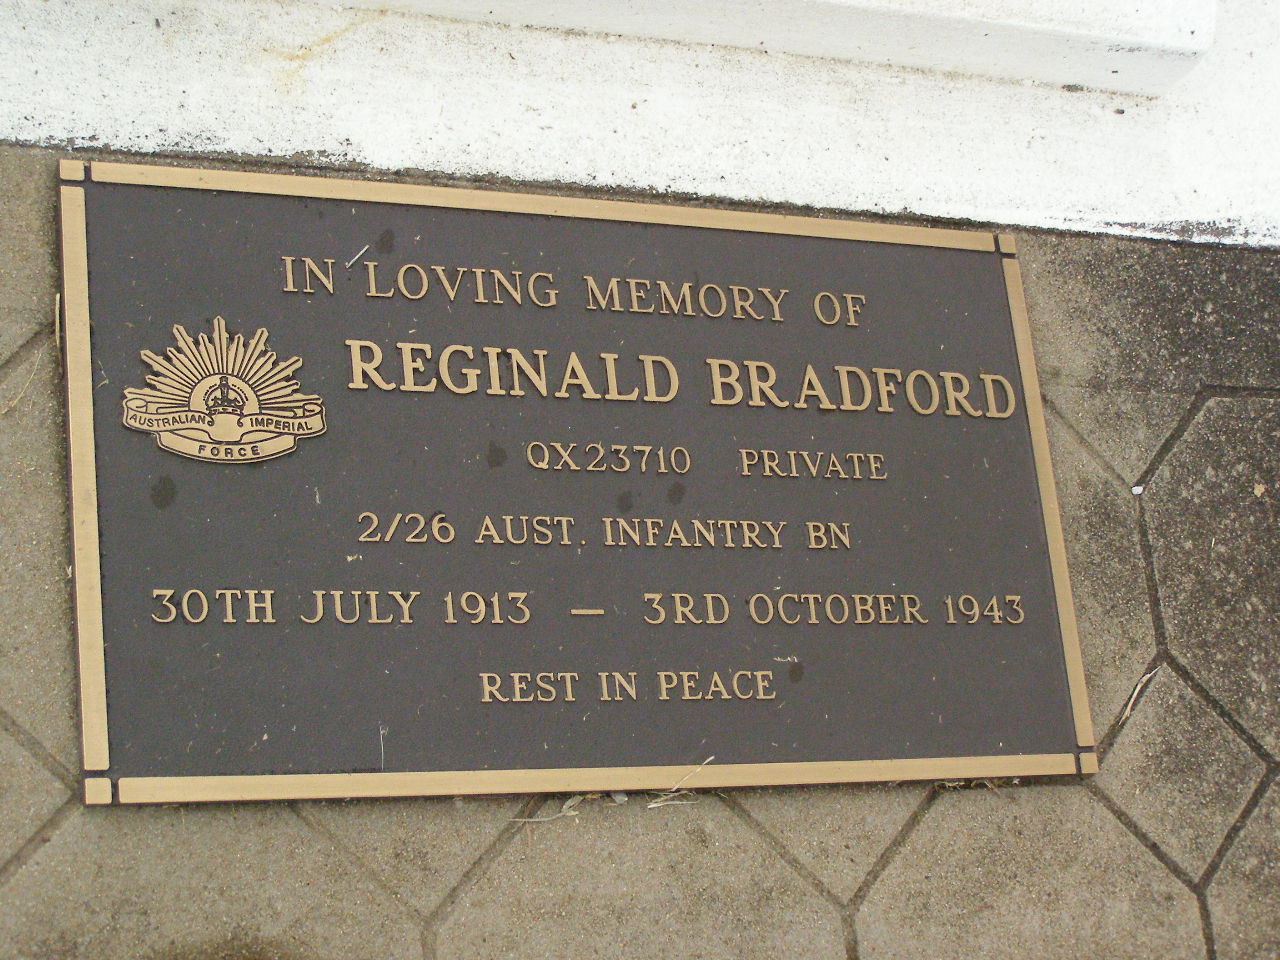 IN LOVING MEMORY OF
REGINALD BRADFORD
AUSTRALIAN IMPERIAL
FORCE
QX23710 PRIVATE
2/26 AUST. INFANTRY BN
30TH JULY 1913 — 3RD OCTOBER 1943
REST IN PEACE